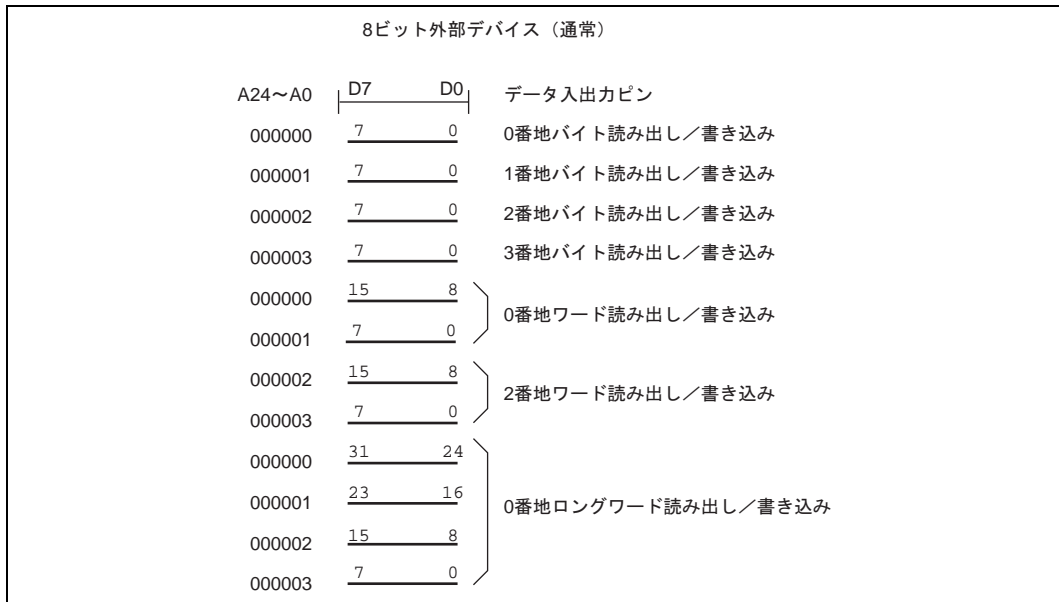 8ビット外部デバイス（通常）
A24～A0 D7 D0 データ入出力ピン
000000 7 0 0番地バイト読み出し／書き込み
000001 7 0 1番地バイト読み出し／書き込み
000002 7 0 2番地バイト読み出し／書き込み
000003 7 0 3番地バイト読み出し／書き込み
000000 15 8
0番地ワード読み出し／書き込み
000001 7 0
000002 15 8
2番地ワード読み出し／書き込み
000003 7 0
000000 31 24
000001 23 16
0番地ロングワード読み出し／書き込み
000002 15 8
000003 7 0